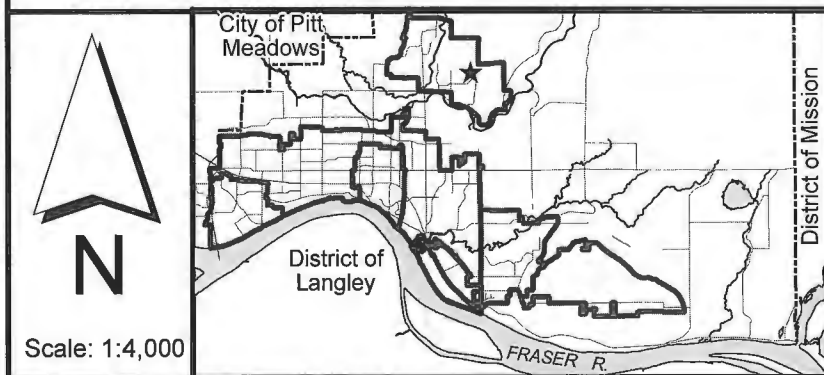 City of Pitt
Meadows
District of Mission
District of
Langley
N
Scale: 1:4,000
FRASER R.